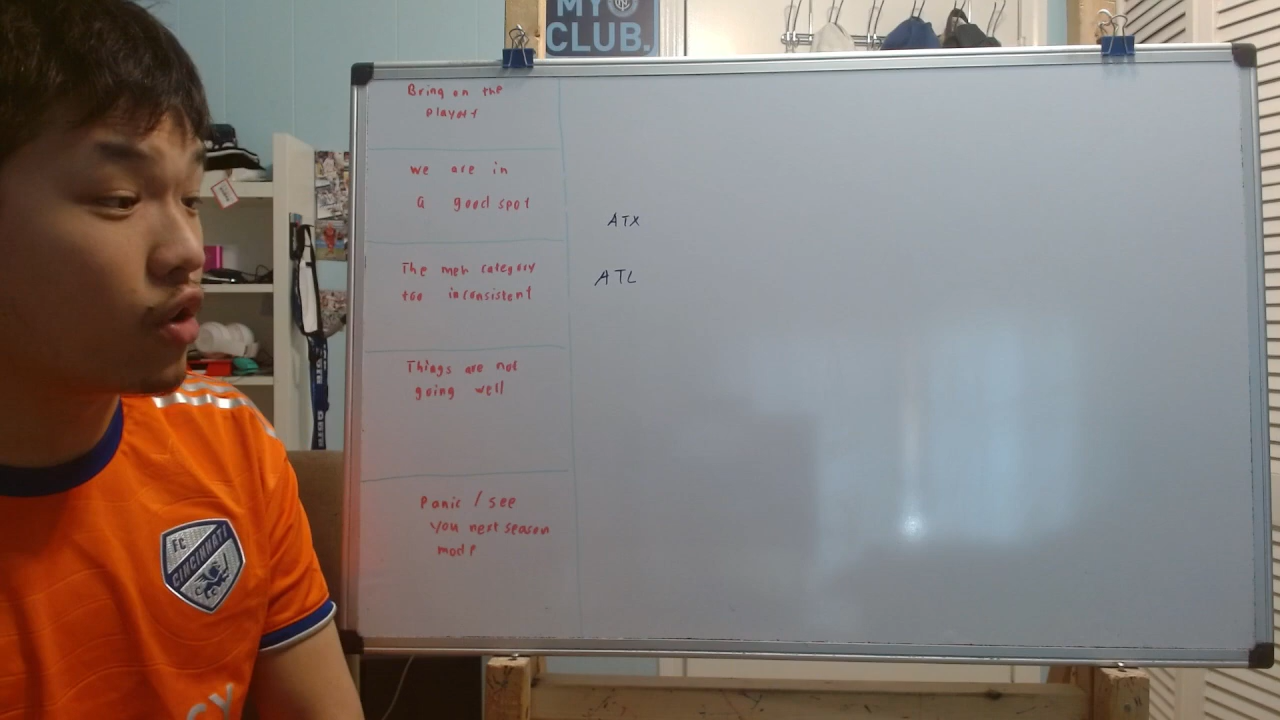 MY
CLUB.
Bring on the
playoff
we are in
a good spot
ATX
The meh category
too inconsistent
ATL
Things are not
going well
Panic / see
you next season
mode
FC
CINCINNATI
CY